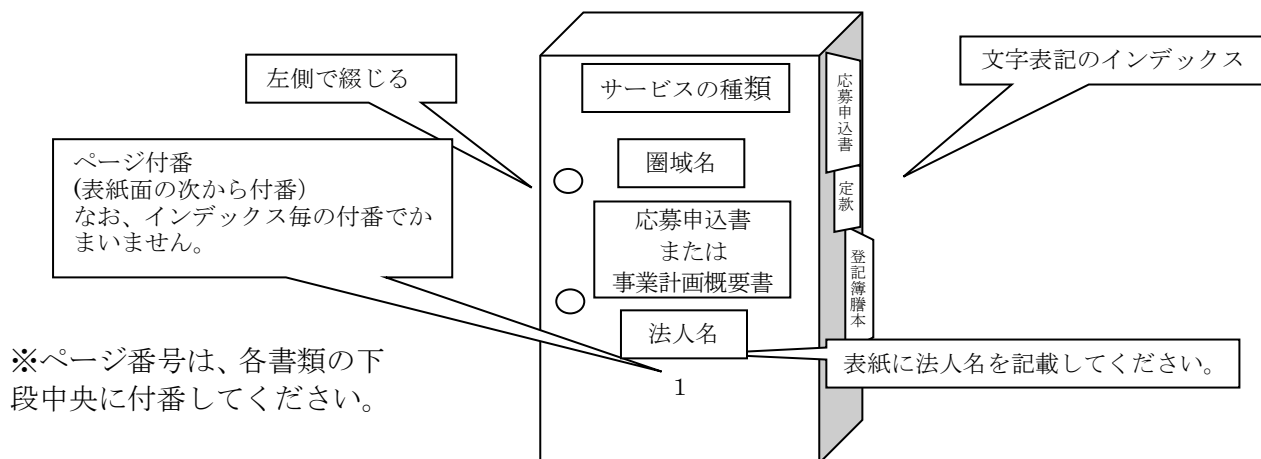 左側で綴じる
文字表記のインデックス
サービスの種類
応募申込書
ページ付番
(表紙面の次から付番）
なお、インデックス毎の付番でか
まいません。
圏域名
定款
応募申込書
または
事業計画概要書
登記簿謄本
法人名
※ページ番号は、各書類の下
段中央に付番してください。
表紙に法人名を記載してください。
1